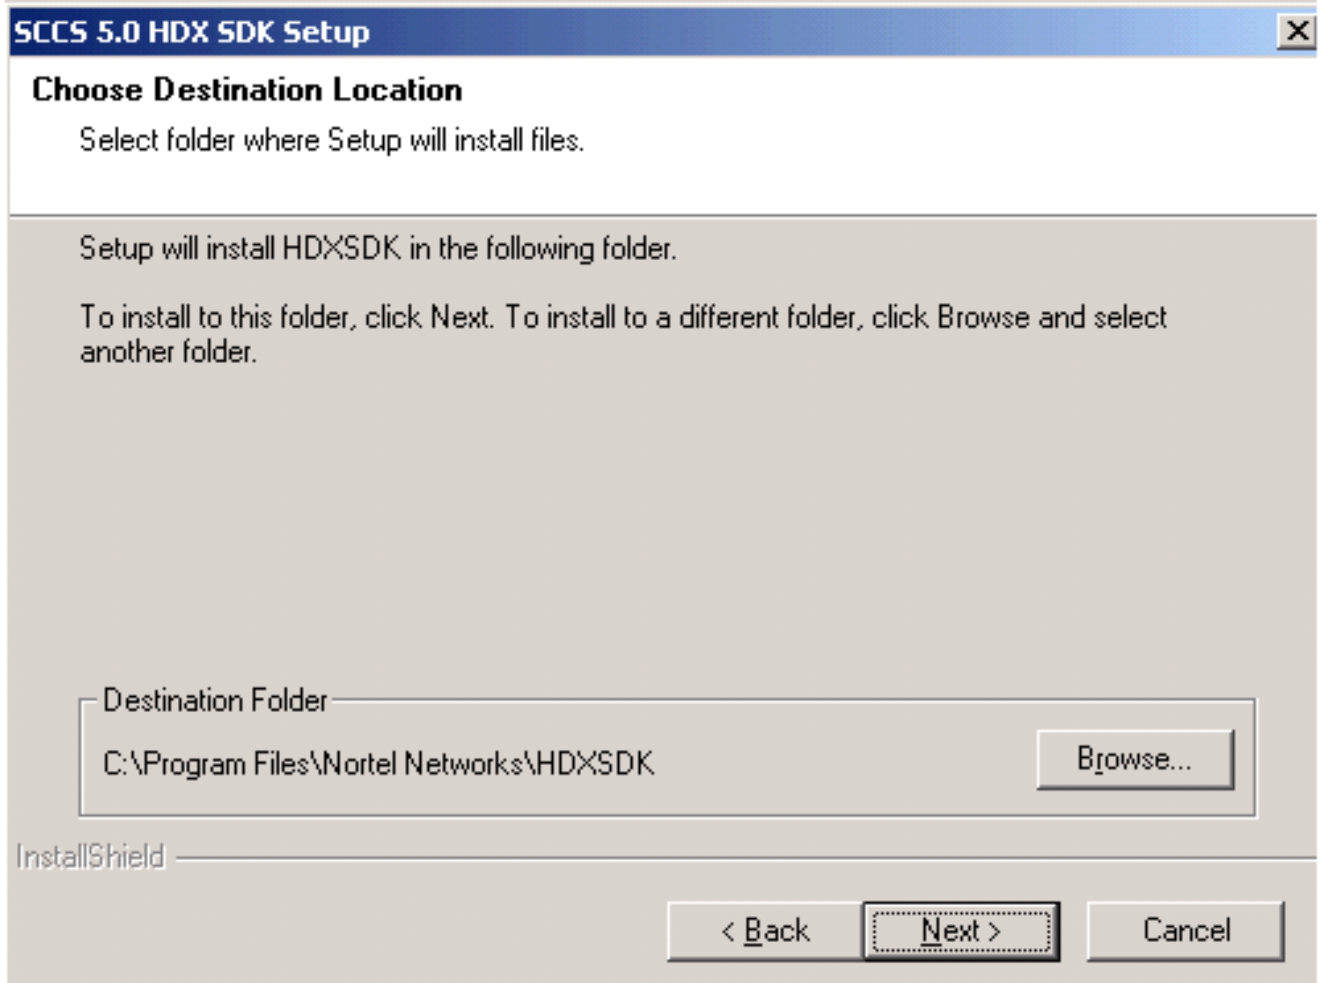 SCCS 5.0 HDX SDK Setup
Choose Destination Location
Select folder where Setup will install files.
Setup will install HDXSDK in the following folder.
To install to this folder, click Next. To install to a different folder, click Browse and select
another folder.
Destination Folder
C:\Program Files\Nortel Networks\HDXSDK
Browse...
InstallShield
< Back
Next >
Cancel